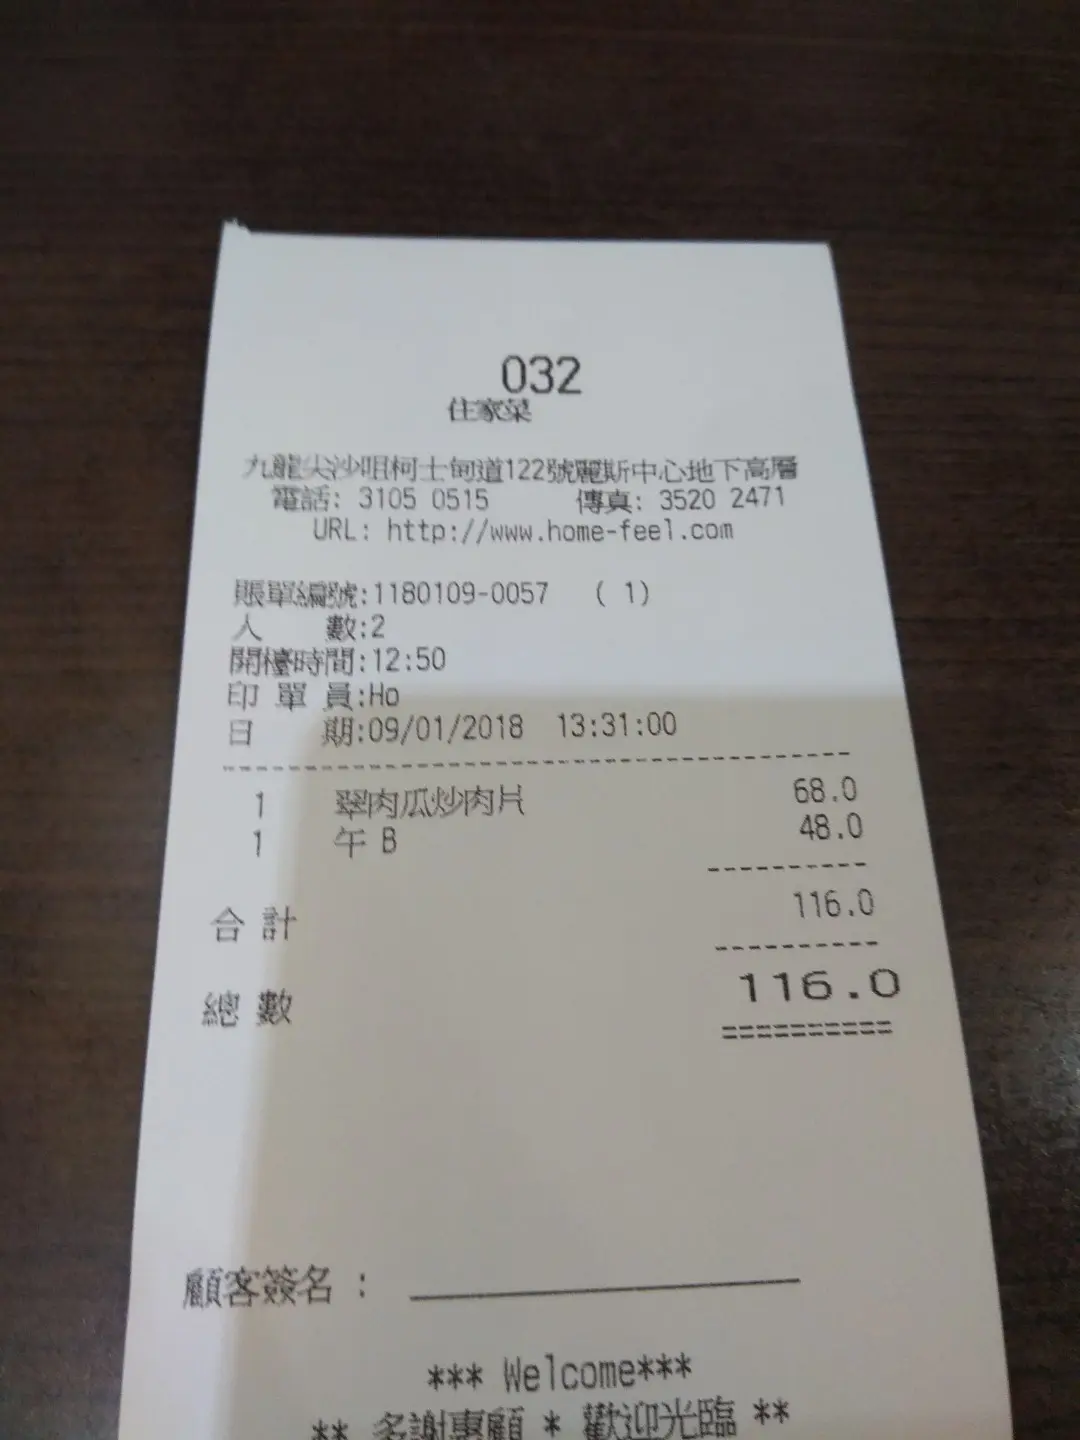 032
住家菜
九龍尖沙咀柯士甸道122號麗斯中心地下高層
電話: 3105 0515 傳真: 3520 2471
URL: http://www.home-feel.com
賬單編號:1180109-0057 ( 1)
人 數:2
開檯時間:12:50
印單員:Ho
日 期:09/01/2018 13:31:00
1 翠肉瓜炒肉片 68.0
1 午 B 48.0
合計 116.0
總數 116.0
顧客簽名 :
*** Welcome***
** 多謝惠顧 * 歡迎光臨 **